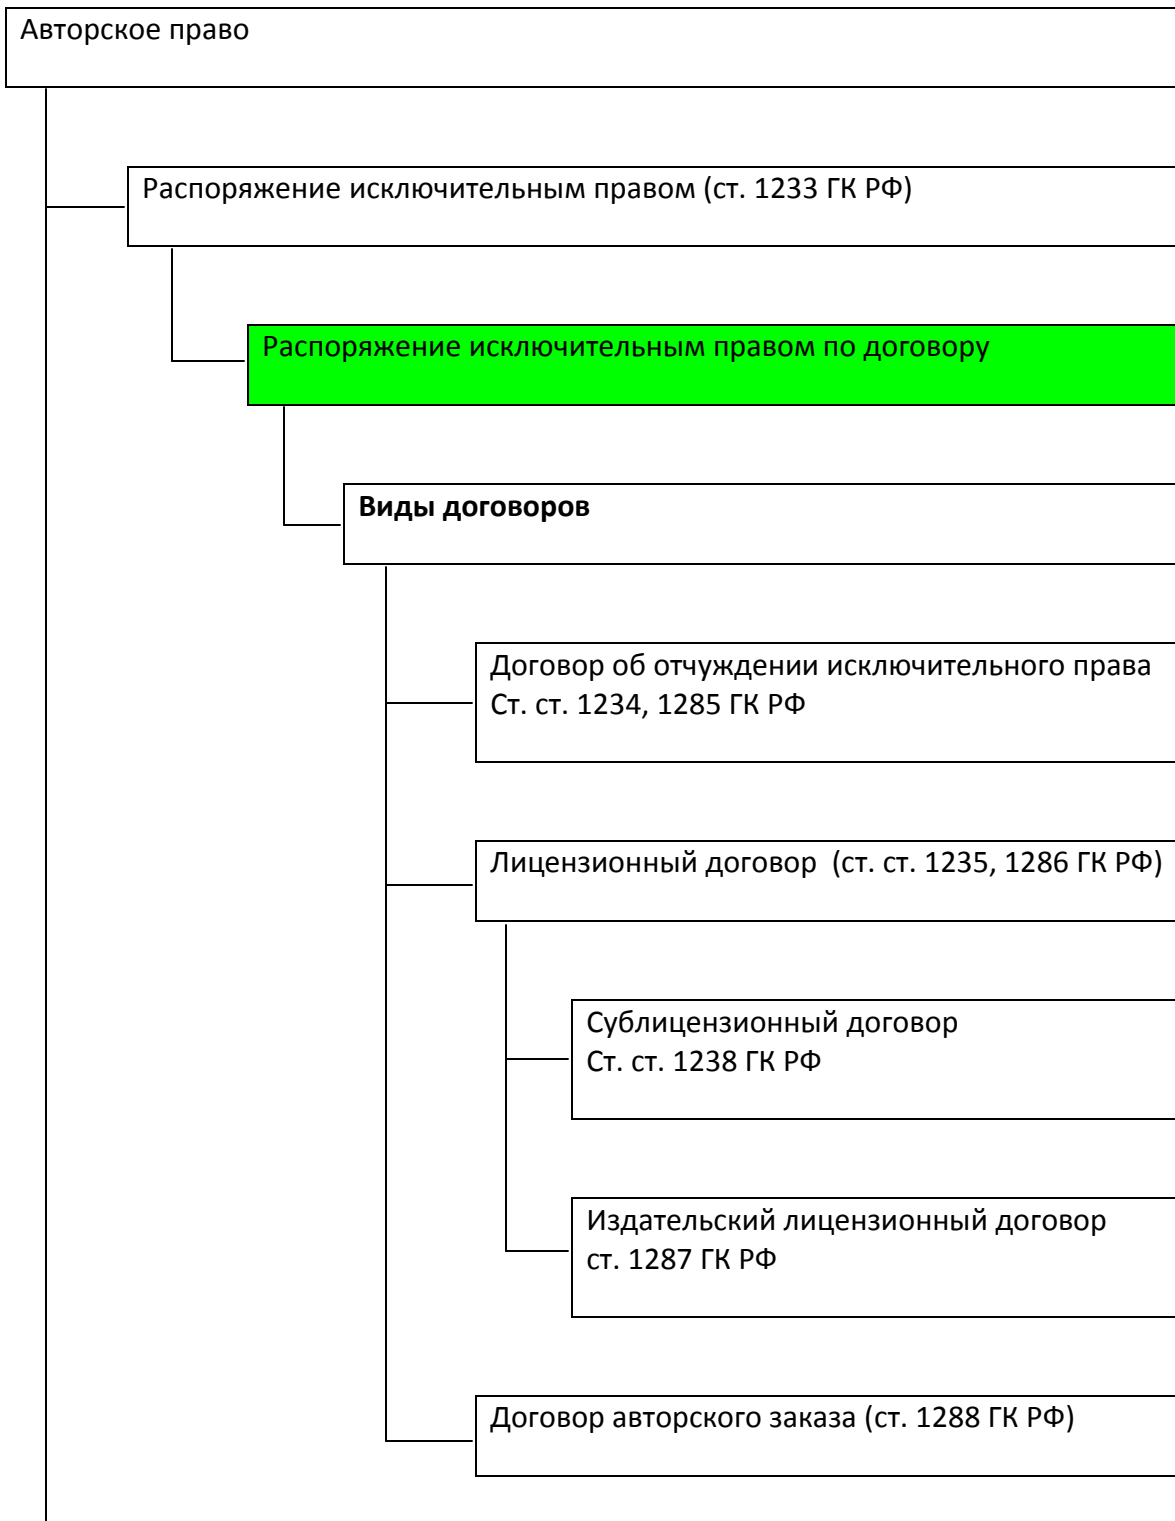 Авторское право
Распоряжение исключительным правом (ст. 1233 ГК РФ)
Распоряжение исключительным правом по договору
Виды договоров
Договор об отчуждении исключительного права
Ст. ст. 1234, 1285 ГК РФ
Лицензионный договор  (ст. ст. 1235, 1286 ГК РФ)
Сублицензионный договор
Ст. ст. 1238 ГК РФ
Издательский лицензионный договор
ст. 1287 ГК РФ
Договор авторского заказа (ст. 1288 ГК РФ)